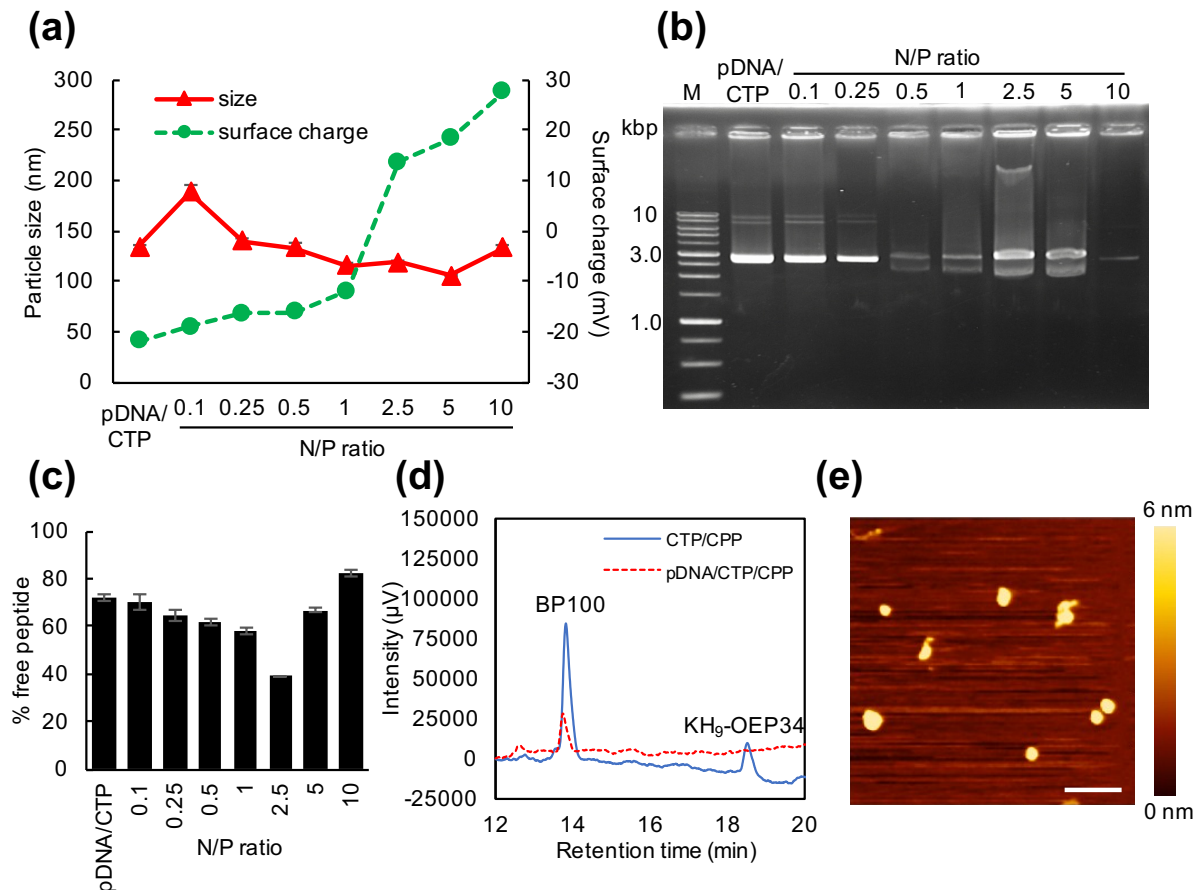 (a)
300
250
200
150
100
50
0
Particle size (nm)
size
surface charge
30
20
10
0
-10
-20
-30
Surface charge (mV)
pDNA/
CTP
0.1 0.25 0.5 1 2.5 5 10
N/P ratio
(b)
N/P ratio
pDNA/
M CTP 0.1 0.25 0.5 1 2.5 5 10
kbp
10
3.0
1.0
(c)
100
80
60
40
60
0
% free peptide
pDNA/CTP 0.1 0.25 0.5 1 2.5 5 10
N/P ratio
(d)
150000
125000
100000
75000
50000
25000
0
-25000
Intensity (μV)
CTP/CPP
pDNA/CTP/CPP
BP100
KH₉-OEP34
12 14 16 18 20
Retention time (min)
(e)
6 nm
0 nm